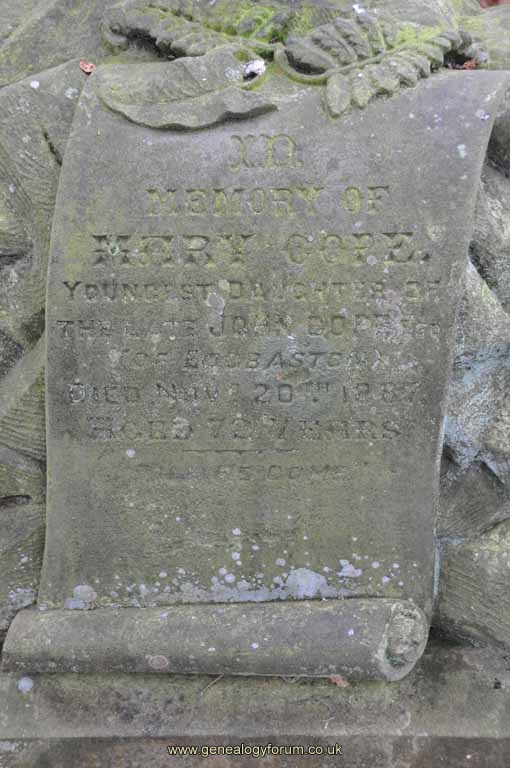 IN
MEMORY OF
MARY COPE.
YOUNGEST DAUGHTER OF
THE LATE JOHN COPE
(OF EDGBASTON)
DIED NOV. 20TH 1887
AGED 72 YEARS
COME"
www.genealogyforum.co.uk